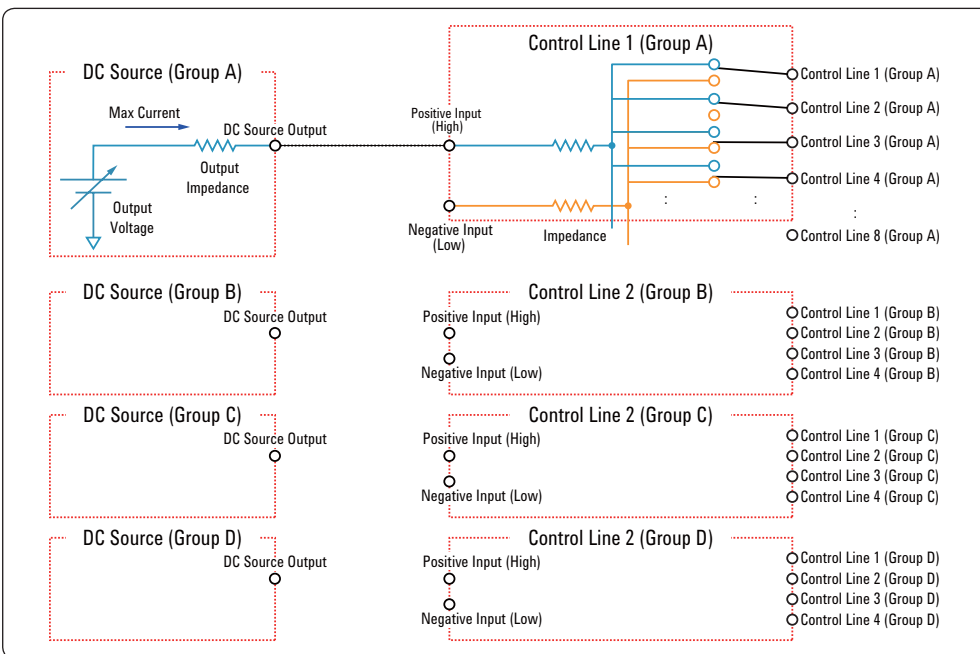 Control Line 1 (Group A)
DC Source (Group A)
Max Current
DC Source Output
Output
Impedance
Output
Voltage
Positive Input
(High)
Negative Input
(Low)
Impedance
:
:
:
Control Line 1 (Group A)
Control Line 2 (Group A)
Control Line 3 (Group A)
Control Line 4 (Group A)
Control Line 8 (Group A)
DC Source (Group B)
DC Source Output
Control Line 2 (Group B)
Positive Input (High)
Negative Input (Low)
Control Line 1 (Group B)
Control Line 2 (Group B)
Control Line 3 (Group B)
Control Line 4 (Group B)
DC Source (Group C)
DC Source Output
Control Line 2 (Group C)
Positive Input (High)
Negative Input (Low)
Control Line 1 (Group C)
Control Line 2 (Group C)
Control Line 3 (Group C)
Control Line 4 (Group C)
DC Source (Group D)
DC Source Output
Control Line 2 (Group D)
Positive Input (High)
Negative Input (Low)
Control Line 1 (Group D)
Control Line 2 (Group D)
Control Line 3 (Group D)
Control Line 4 (Group D)